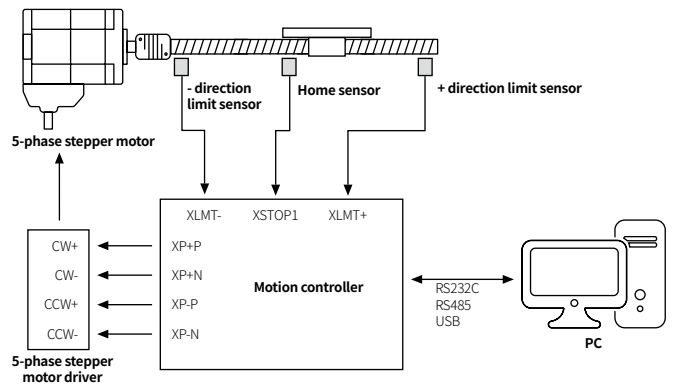 - direction
limit sensor
Home sensor
+ direction limit sensor
5-phase stepper motor
XLMT-
XSTOP1
XLMT+
CW+
XP+P
CW-
XP+N
CCW+
XP-P
CCW-
XP-N
Motion controller
RS232C
RS485
USB
PC
5-phase stepper
motor driver